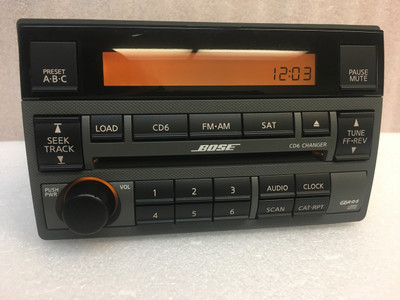 PRESET
A·B·C
12:03
PAUSE
MUTE
SEEK
TRACK
LOAD
CD6
FM·AM
SAT
TUNE
FF·REV
BOSE
CD6 CHANGER
PUSH
PWR
VOL
1
2
3
AUDIO
CLOCK
4
5
6
SCAN
CAT·RPT